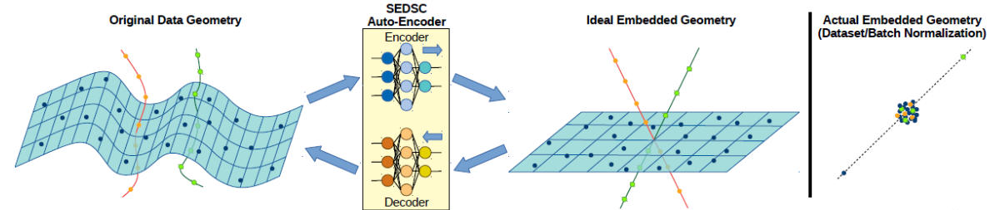 Original Data Geometry
SEDSC
Auto-Encoder
Encoder
Decoder
Ideal Embedded Geometry
Actual Embedded Geometry
(Dataset/Batch Normalization)